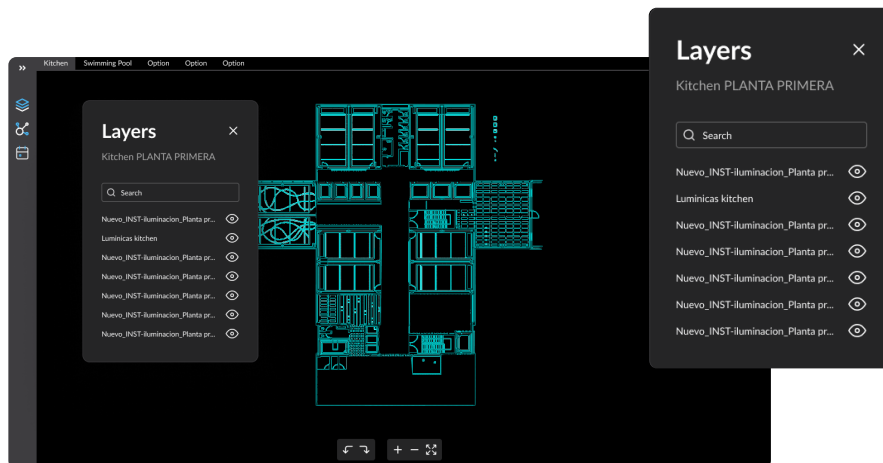 Kitchen Swimming Pool Option Option Option
Layers
Kitchen PLANTA PRIMERA
Search
Nuevo_INST-iluminacion_Planta pr...
Luminicas kitchen
Nuevo_INST-iluminacion_Planta pr...
Nuevo_INST-iluminacion_Planta pr...
Nuevo_INST-iluminacion_Planta pr...
Nuevo_INST-iluminacion_Planta pr...
Nuevo_INST-iluminacion_Planta pr...
Layers
Kitchen PLANTA PRIMERA
Search
Nuevo_INST-iluminacion_Planta pr...
Luminicas kitchen
Nuevo_INST-iluminacion_Planta pr...
Nuevo_INST-iluminacion_Planta pr...
Nuevo_INST-iluminacion_Planta pr...
Nuevo_INST-iluminacion_Planta pr...
Nuevo_INST-iluminacion_Planta pr...